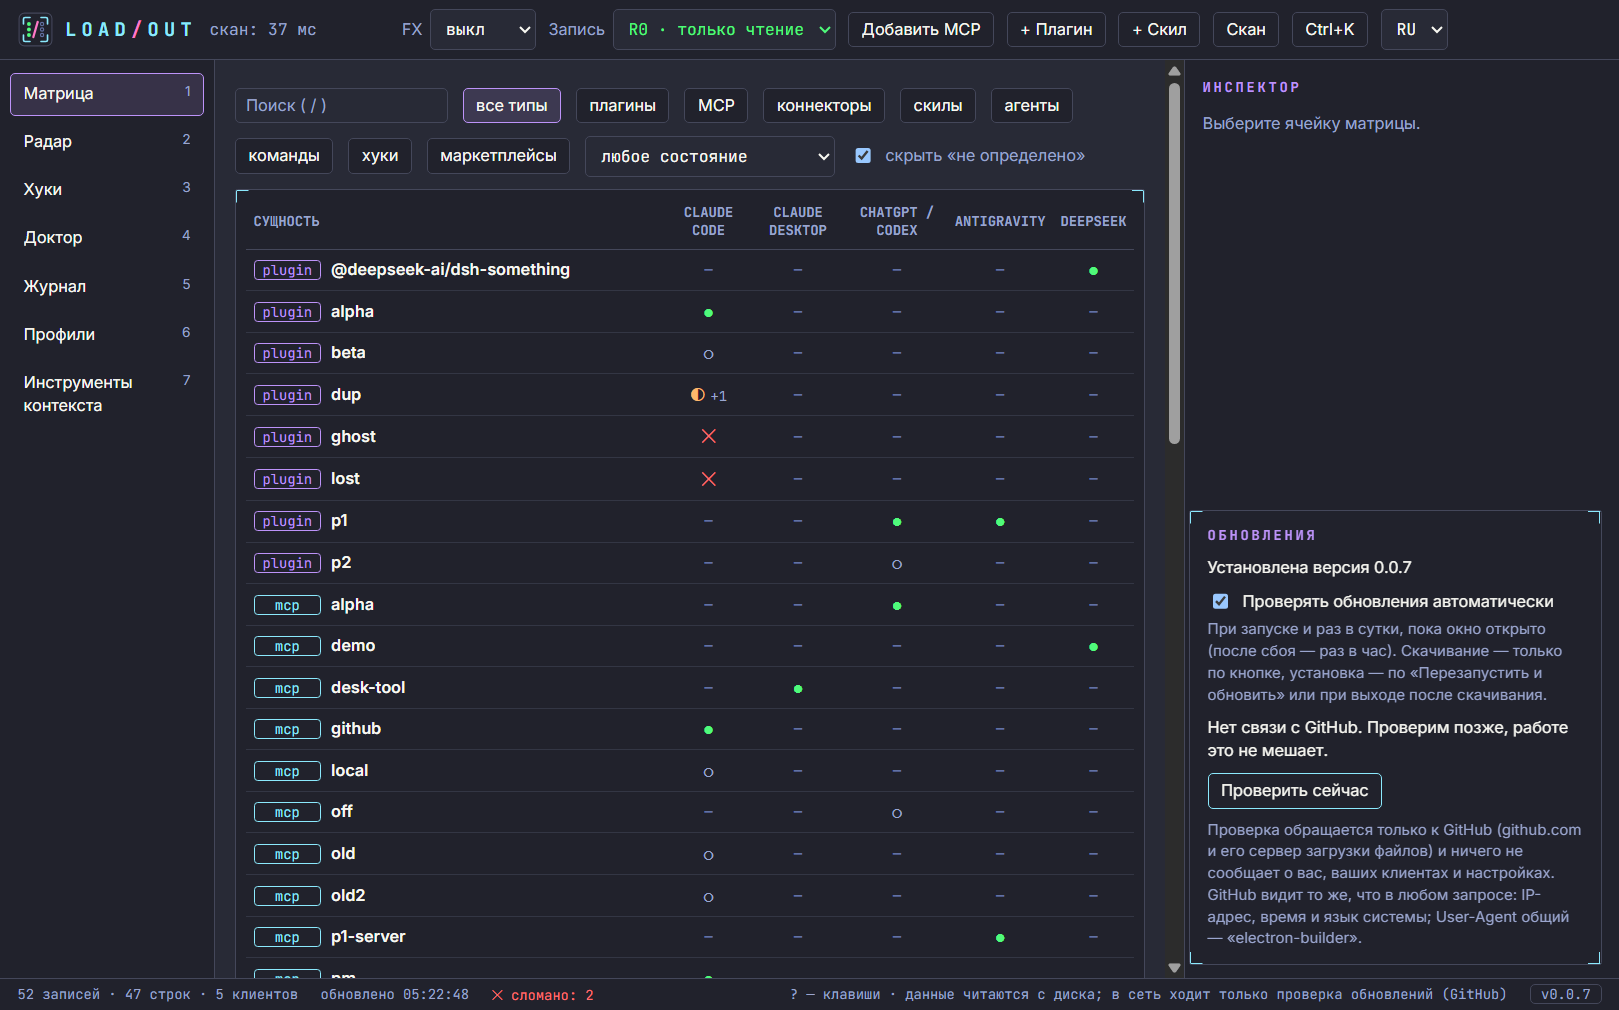 LOAD/OUT скан: 37 мс FX выкл Запись R0 · только чтение Добавить MCP + Плагин + Скил Скан Ctrl+K RU
Матрица 1
Радар 2
Хуки 3
Доктор 4
Журнал 5
Профили 6
Инструменты 7
контекста
Поиск ( / ) все типы плагины MCP коннекторы скилы агенты
команды хуки маркетплейсы любое состояние скрыть «не определено»
СУЩНОСТЬ CLAUDE CODE CLAUDE DESKTOP CHATGPT / CODEX ANTIGRAVITY DEEPSEEK
plugin @deepseek-ai/dsh-something – – – –
plugin alpha – – – –
plugin beta – – – –
plugin dup +1 – – – –
plugin ghost – – – –
plugin lost – – – –
plugin p1 – – –
plugin p2 – – – –
mcp alpha – – – –
mcp demo – – – –
mcp desk-tool – – – –
mcp github – – – –
mcp local – – – –
mcp off – – – –
mcp old – – – –
mcp old2 – – – –
mcp p1-server – – – –
ИНСПЕКТОР
Выберите ячейку матрицы.
ОБНОВЛЕНИЯ
Установлена версия 0.0.7
Проверять обновления автоматически
При запуске и раз в сутки, пока окно открыто
(после сбоя — раз в час). Скачивание — только
по кнопке, установка — по «Перезапустить и
обновить» или при выходе после скачивания.
Нет связи с GitHub. Проверим позже, работе
это не мешает.
Проверить сейчас
Проверка обращается только к GitHub (github.com
и его сервер загрузки файлов) и ничего не
сообщает о вас, ваших клиентах и настройках.
GitHub видит то же, что в любом запросе: IP-
адрес, время и язык системы; User-Agent общий
— «electron-builder».
52 записей · 47 строк · 5 клиентов обновлено 05:22:48 сломано: 2 ? — клавиши · данные читаются с диска; в сеть ходит только проверка обновлений (GitHub) v0.0.7